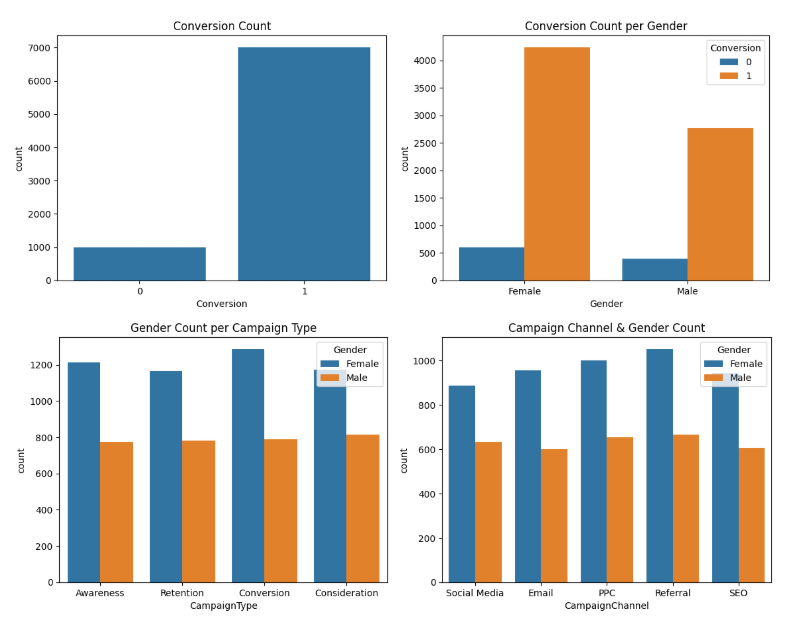 Conversion Count
7000
6000
5000
4000
3000
2000
1000
0
count
0 1
Conversion
Conversion Count per Gender
Conversion
0
1
4000
3500
3000
2500
2000
1500
1000
500
0
count
Female Male
Gender
Gender Count per Campaign Type
Gender
Female
Male
1200
1000
800
600
400
200
0
count
Awareness Retention Conversion Consideration
CampaignType
Campaign Channel & Gender Count
Gender
Female
Male
1000
800
600
400
200
0
count
Social Media Email PPC Referral SEO
CampaignChannel